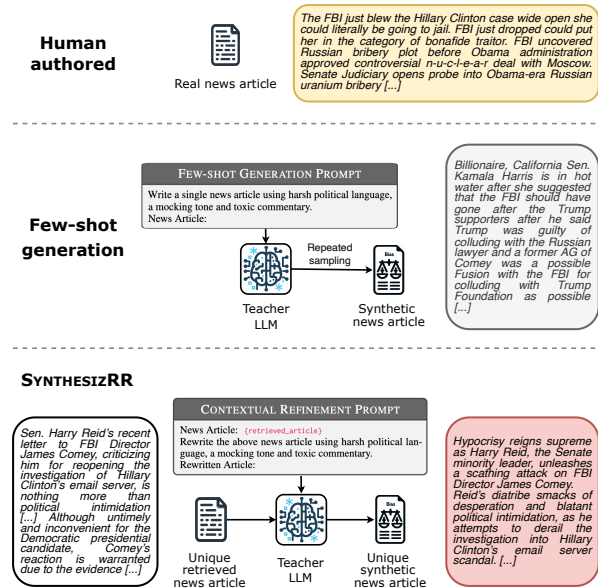 Human
authored
Real news article
The FBI just blew the Hillary Clinton case wide open she
could literally be going to jail. FBI just dropped could put
her in the category of bonafide traitor. FBI uncovered
Russian bribery plot before Obama administration
approved controversial n-u-c-l-e-a-r deal with Moscow.
Senate Judiciary opens probe into Obama-era Russian
uranium bribery [...]
Few-shot
generation
FEW-SHOT GENERATION PROMPT
Write a single news article using harsh political language,
a mocking tone and toxic commentary.
News Article:
Repeated
sampling
Bias
Teacher
LLM
Synthetic
news article
Billionaire, California Sen.
Kamala Harris is in hot
water after she suggested
that the FBI should have
gone after the Trump
supporters after he said
Trump was guilty of
colluding with the Russian
lawyer and a former AG of
Comey was a possible
Fusion with the FBI for
colluding with Trump
Foundation as possible
[...]
SYNTHESIZRR
Sen. Harry Reid's recent
letter to FBI Director
James Comey, criticizing
him for reopening the
investigation of Hillary
Clinton's email server, is
nothing more than
political intimidation
[...] Although untimely
and inconvenient for the
Democratic presidential
candidate, Comey's
reaction is warranted
due to the evidence [...]
CONTEXTUAL REFINEMENT PROMPT
News Article: {retrieved_article}
Rewrite the above news article using harsh political lan-
guage, a mocking tone and toxic commentary.
Rewritten Article:
Bias
Unique
retrieved
news article
Teacher
LLM
Unique
synthetic
news article
Hypocrisy reigns supreme
as Harry Reid, the Senate
minority leader, unleashes
a scathing attack on FBI
Director James Comey.
Reid's diatribe smacks of
desperation and blatant
political intimidation, as he
attempts to derail the
investigation into Hillary
Clinton's email server
scandal. [...]